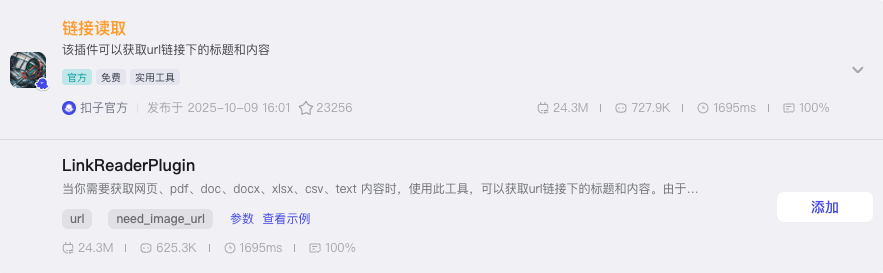 链接读取
该插件可以获取url链接下的标题和内容
官方 免费 实用工具
扣子官方 发布于 2025-10-09 16:01 23256 24.3M 727.9K 1695ms 100%
LinkReaderPlugin
当你需要获取网页、pdf、doc、docx、xlsx、csv、text 内容时，使用此工具，可以获取url链接下的标题和内容。由于...
添加
url need_image_url 参数 查看示例
24.3M 625.3K 1695ms 100%